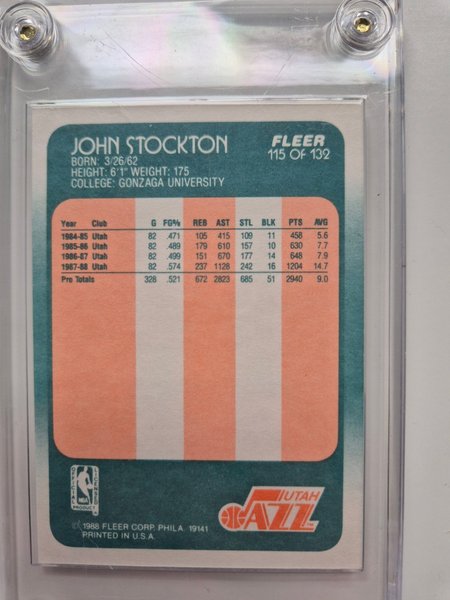 JOHN STOCKTON
BORN: 3/26/62
HEIGHT: 6'1" WEIGHT: 175
COLLEGE: GONZAGA UNIVERSITY
FLEER
115 OF 132
Year Club G FG% REB AST STL BLK PTS AVG
1984-85 Utah 82 .471 105 415 109 11 458 5.6
1985-86 Utah 82 .489 179 610 157 10 630 7.7
1986-87 Utah 82 .499 151 670 177 14 648 7.9
1987-88 Utah 82 .574 237 1128 242 16 1204 14.7
Pro Totals 328 .521 672 2823 685 51 2940 9.0
OFFICIAL
NBA
PRODUCT
UTAH
JAZZ
© 1988 FLEER CORP. PHILA. 19141
PRINTED IN U.S.A.